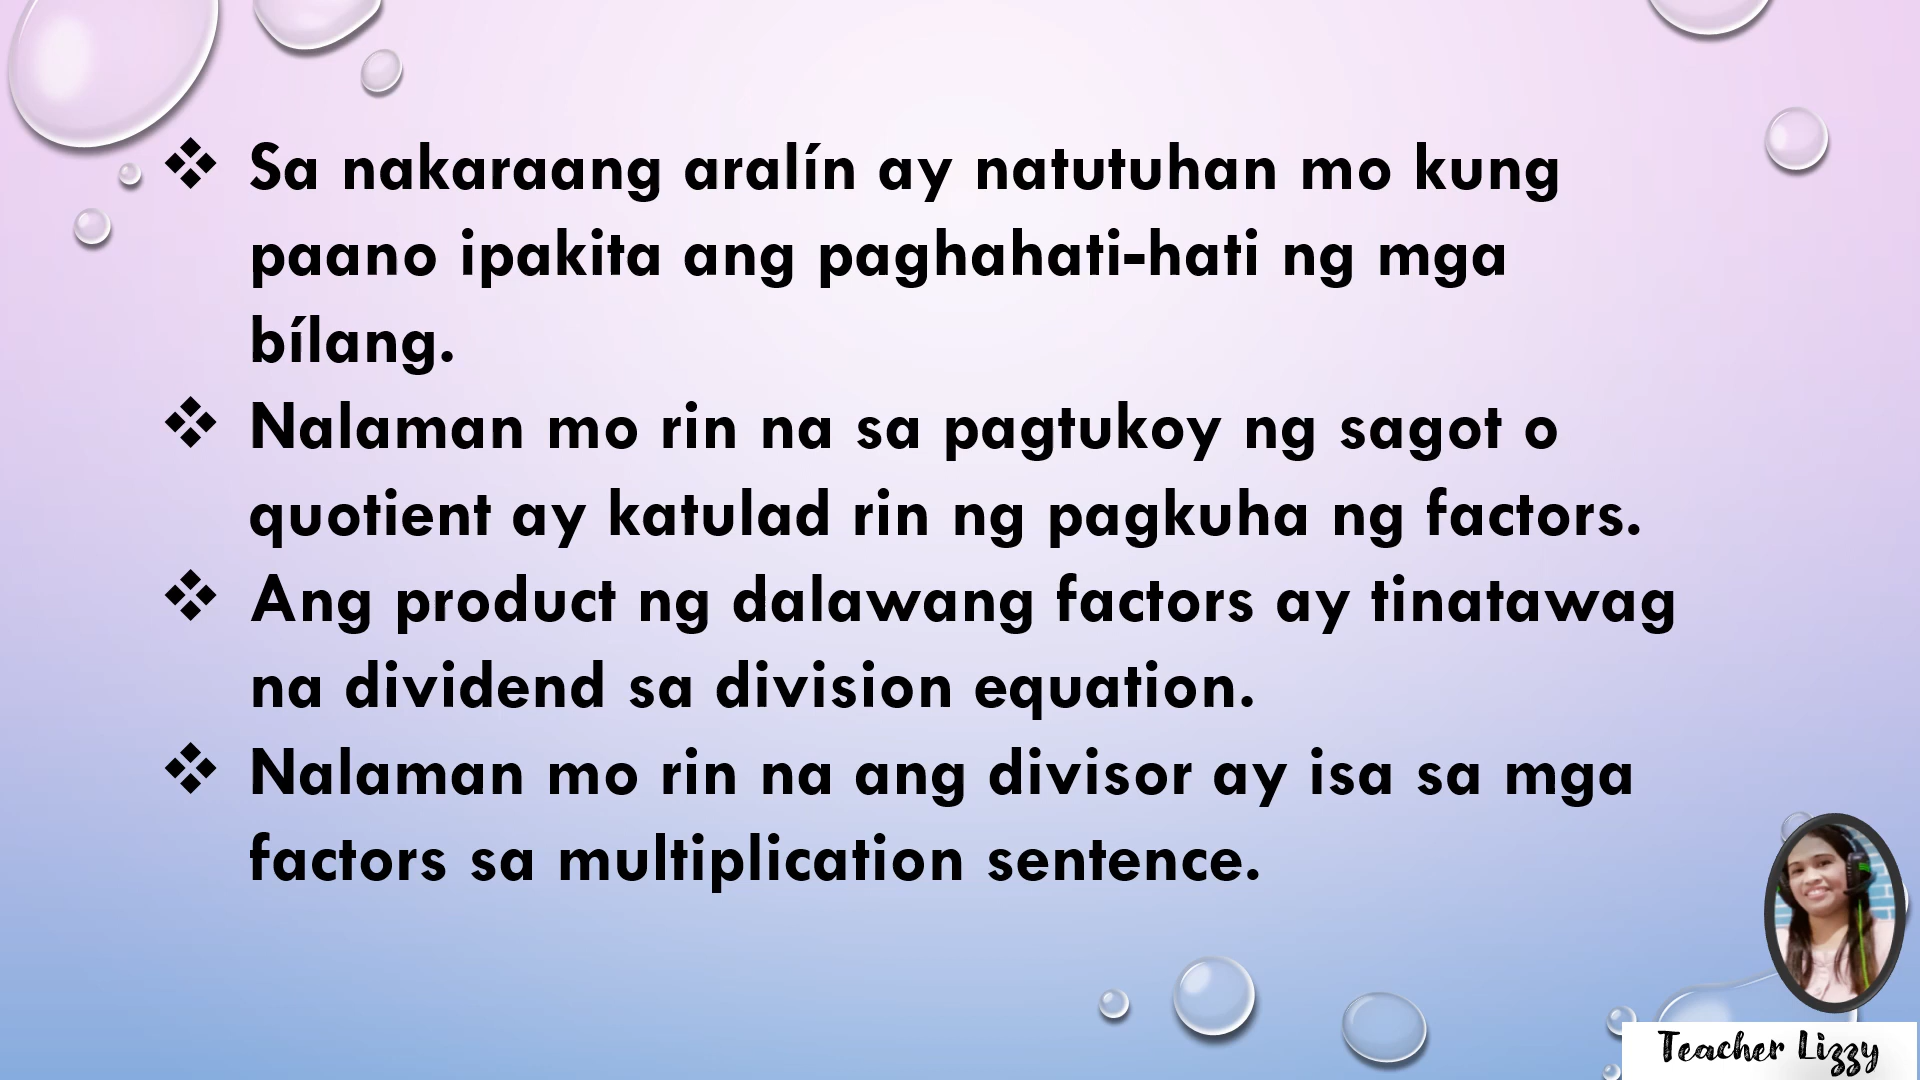 ❖ Sa nakaraang aralín ay natutuhan mo kung
paano ipakita ang paghahati-hati ng mga
bílang.
❖ Nalaman mo rin na sa pagtukoy ng sagot o
quotient ay katulad rin ng pagkuha ng factors.
❖ Ang product ng dalawang factors ay tinatawag
na dividend sa division equation.
❖ Nalaman mo rin na ang divisor ay isa sa mga
factors sa multiplication sentence.
Teacher Lizzy